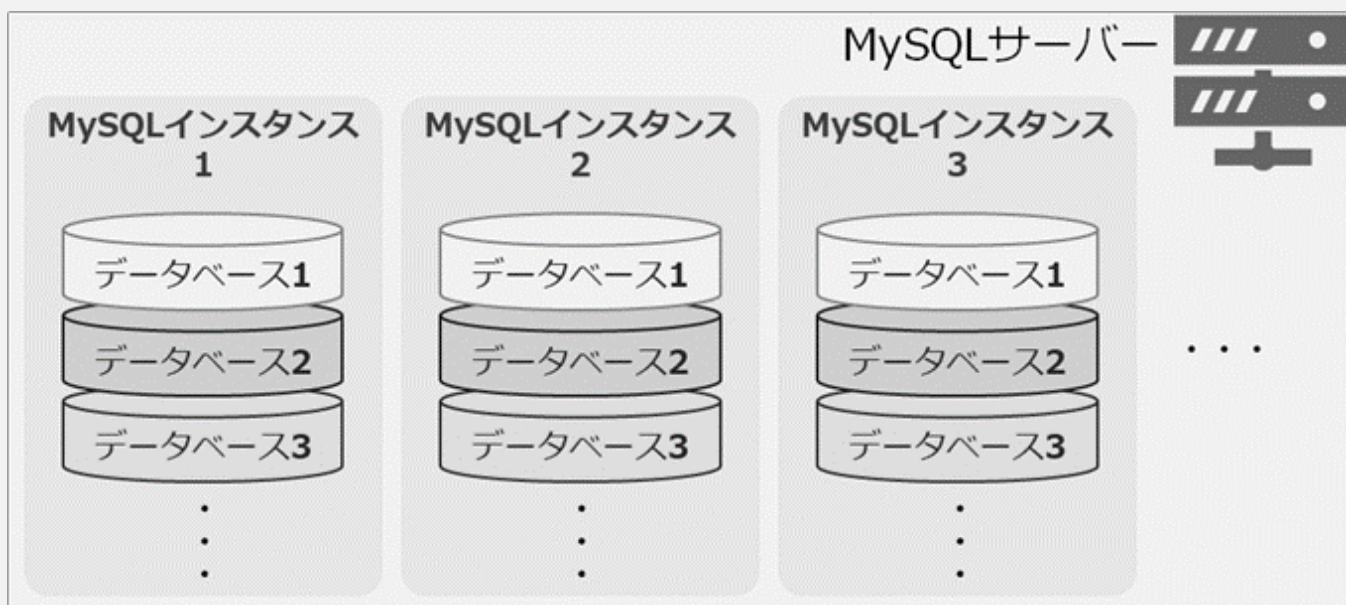 MySQLサーバー
MySQLインスタンス
1
データベース1
データベース2
データベース3
・
・
・
MySQLインスタンス
2
データベース1
データベース2
データベース3
・
・
・
MySQLインスタンス
3
データベース1
データベース2
データベース3
・
・
・
・・・